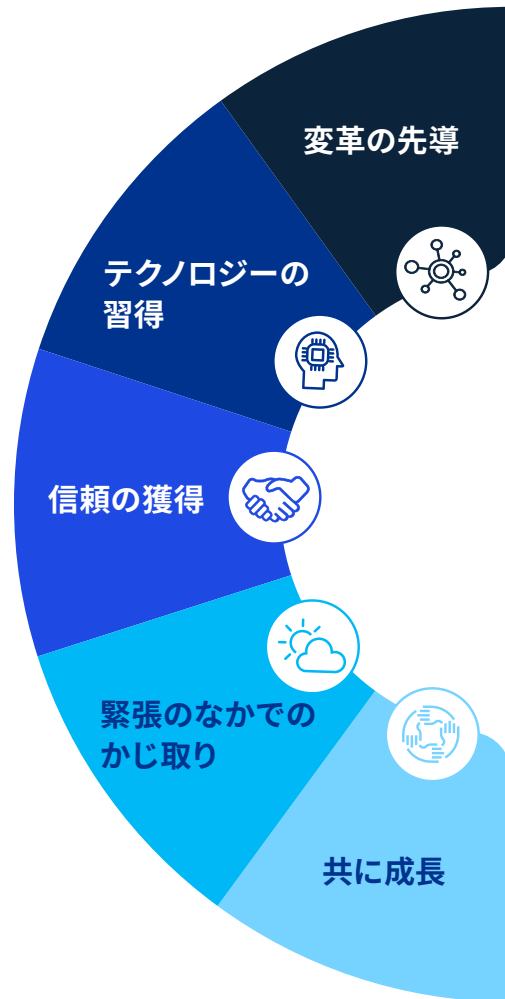 変革の先導
テクノロジーの
習得
信頼の獲得
緊張のなかでの
かじ取り
共に成長